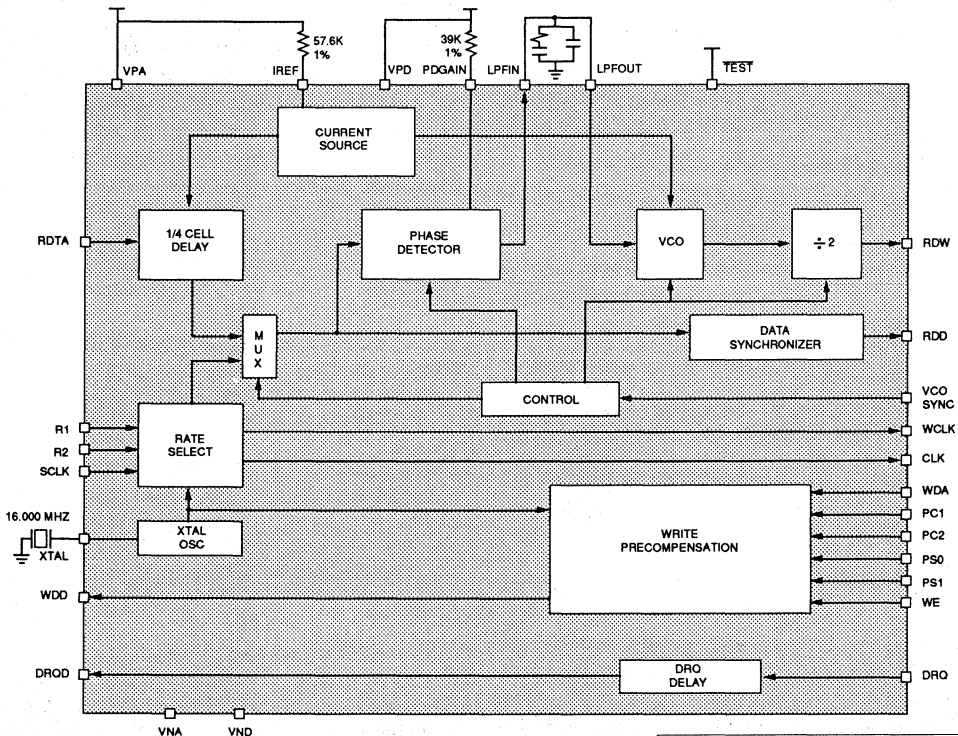 57.6K
1%
39K
1%
VPA
IREF
VPD
PDGAIN
LPFIN
LPFOUT
TEST
CURRENT
SOURCE
RDTA
1/4 CELL
DELAY
PHASE
DETECTOR
VCO
÷ 2
RDW
M
U
X
DATA
SYNCHRONIZER
RDD
CONTROL
VCO
SYNC
R1
R2
SCLK
RATE
SELECT
WCLK
CLK
16.000 MHZ
XTAL
XTAL
OSC
WRITE
PRECOMPENSATION
WDA
PC1
PC2
PS0
PS1
WE
WDD
DRQD
DRQ
DELAY
DRQ
VNA
VND